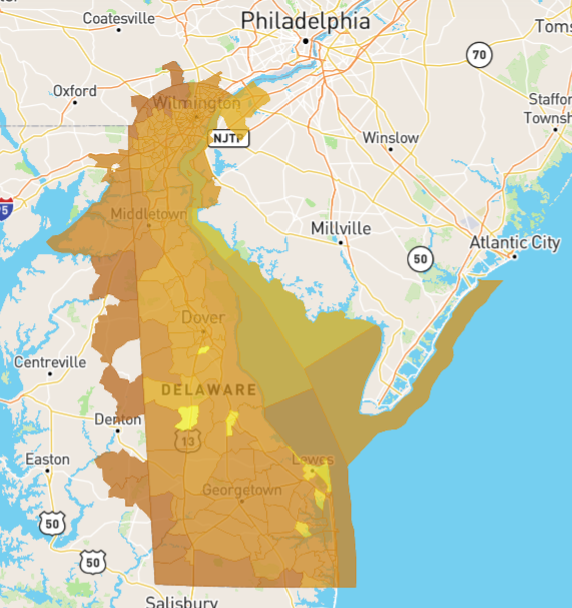 Coatesville
Philadelphia
70
Toms
Oxford
Wilmington
Staffor
Townsh
NJTP
Winslow
95
Middletown
Millville
50
Atlantic City
Dover
Centreville
DELAWARE
Denton
13
Easton
Lewes
Georgetown
50
50
Salisbury